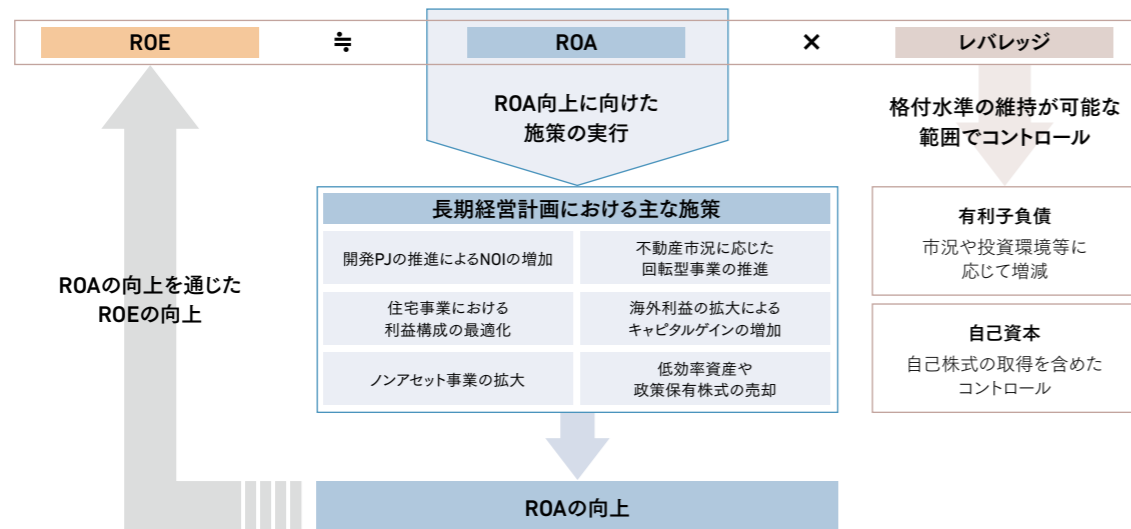 ROE ≒ ROA × レバレッジ
ROA向上に向けた
施策の実行
格付水準の維持が可能な
範囲でコントロール
長期経営計画における主な施策
開発PJの推進によるNOIの増加
不動産市況に応じた
回転型事業の推進
住宅事業における
利益構成の最適化
海外利益の拡大による
キャピタルゲインの増加
ノンアセット事業の拡大
低効率資産や
政策保有株式の売却
有利子負債
市況や投資環境等に
応じて増減
自己資本
自己株式の取得を含めた
コントロール
ROAの向上を通じた
ROEの向上
ROAの向上